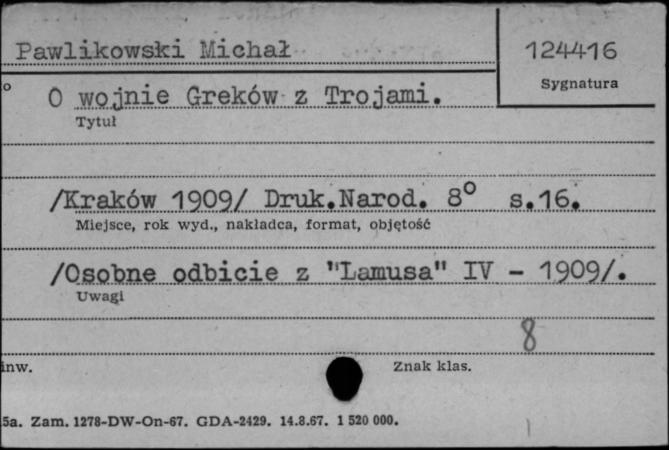 Pawlikowski Michał
124416
Sygnatura
o
O wojnie Greków z Trojami.
Tytuł
/Kraków 1909/ Druk.Narod. 8° s.16.
Miejsce, rok wyd., nakładca, format, objętość
/Osobne odbicie z "Lamusa" IV - 1909/.
Uwagi
8
inw.
Znak klas.
5a. Zam. 1278-DW-On-67. GDA-2429. 14.8.67. 1 520 000.